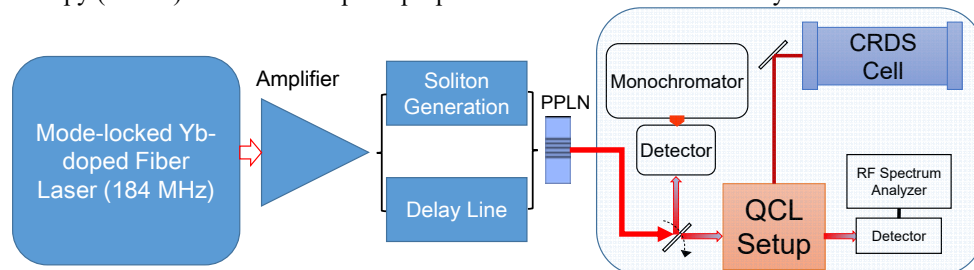 Amplifier
Mode-locked Yb-
doped Fiber
Laser (184 MHz)
Soliton
Generation
Delay Line
PPLN
Monochromator
Detector
CRDS
Cell
QCL
Setup
RF Spectrum
Analyzer
Detector